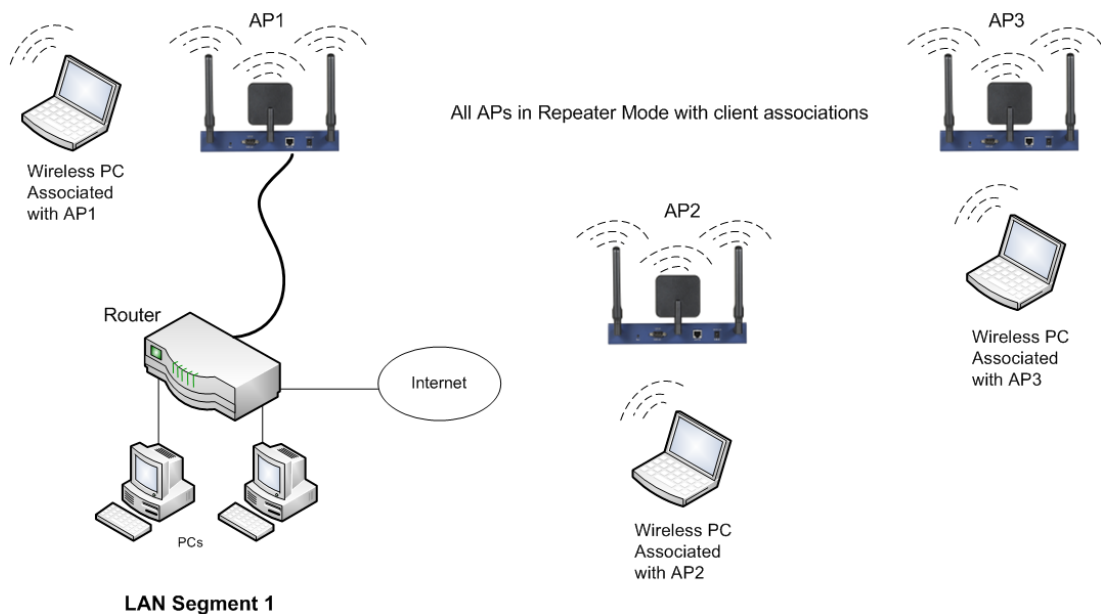 AP1
AP3
All APs in Repeater Mode with client associations
Wireless PC
Associated
with AP1
AP2
Router
Wireless PC
Associated
with AP3
Internet
Wireless PC
Associated
with AP2
PCs
LAN Segment 1